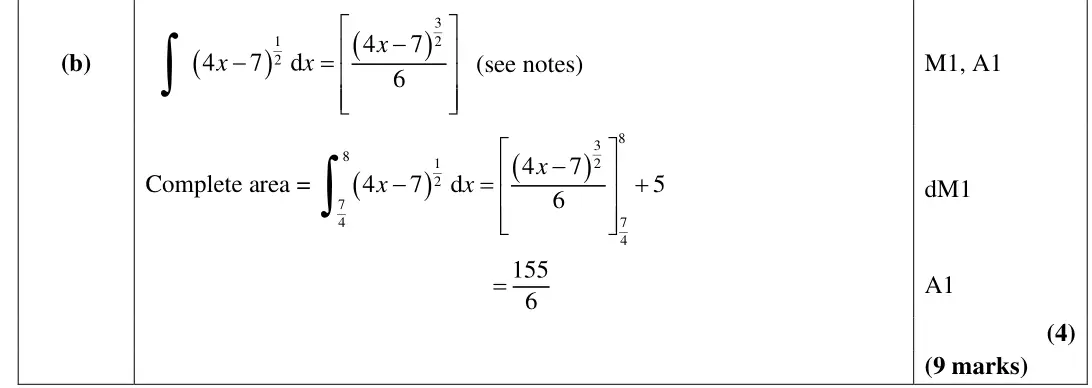 (b) ∫ (4x − 7)^(1/2) dx = [ (4x − 7)^(3/2) / 6 ] (see notes) M1, A1
Complete area = ∫_(7/4)^8 (4x − 7)^(1/2) dx = [ (4x − 7)^(3/2) / 6 ]_(7/4)^8 + 5 dM1
= 155/6 A1
(4)
(9 marks)